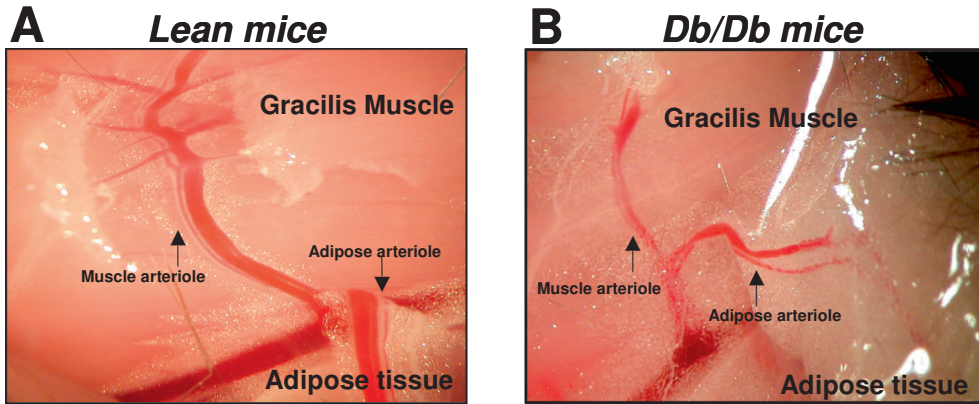 A
Lean mice
Gracilis Muscle
Muscle arteriole
Adipose arteriole
Adipose tissue
B
Db/Db mice
Gracilis Muscle
Muscle arteriole
Adipose arteriole
Adipose tissue